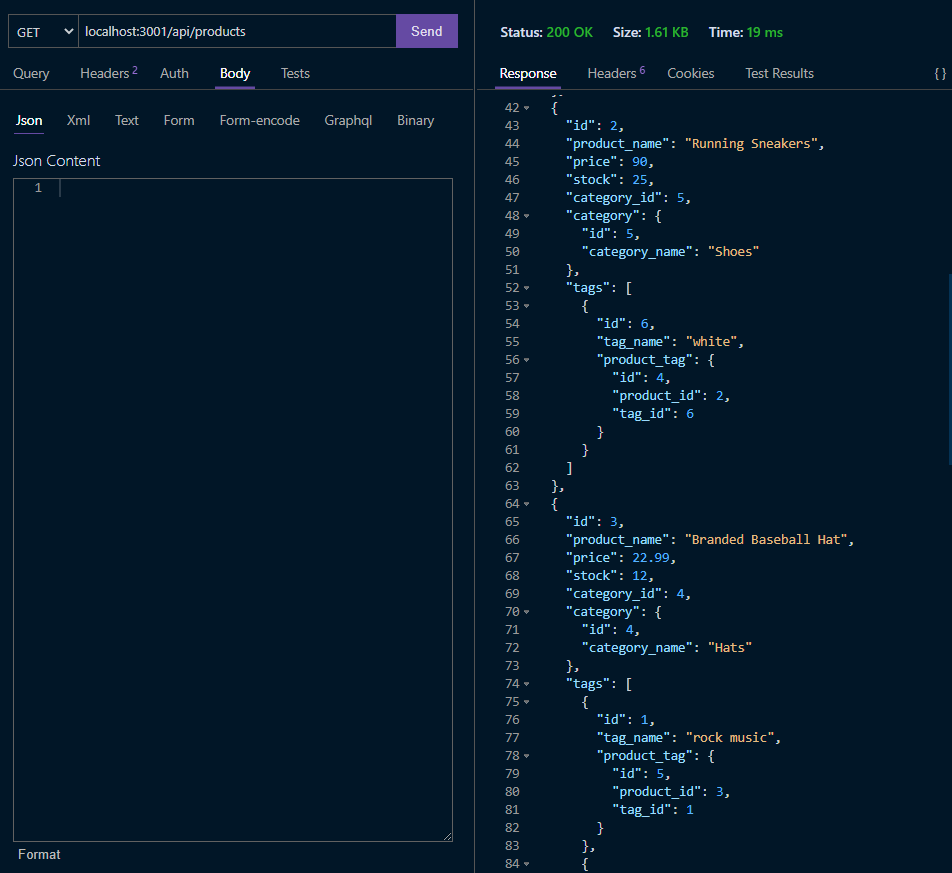 GET localhost:3001/api/products Send
Query Headers 2 Auth Body Tests
Json Xml Text Form Form-encode Graphql Binary
Json Content
1
Format
Status: 200 OK Size: 1.61 KB Time: 19 ms
Response Headers 6 Cookies Test Results {}
42 {
43 "id": 2,
44 "product_name": "Running Sneakers",
45 "price": 90,
46 "stock": 25,
47 "category_id": 5,
48 "category": {
49 "id": 5,
50 "category_name": "Shoes"
51 },
52 "tags": [
53 {
54 "id": 6,
55 "tag_name": "white",
56 "product_tag": {
57 "id": 4,
58 "product_id": 2,
59 "tag_id": 6
60 }
61 }
62 ]
63 },
64 {
65 "id": 3,
66 "product_name": "Branded Baseball Hat",
67 "price": 22.99,
68 "stock": 12,
69 "category_id": 4,
70 "category": {
71 "id": 4,
72 "category_name": "Hats"
73 },
74 "tags": [
75 {
76 "id": 1,
77 "tag_name": "rock music",
78 "product_tag": {
79 "id": 5,
80 "product_id": 3,
81 "tag_id": 1
82 }
83 },
84 {